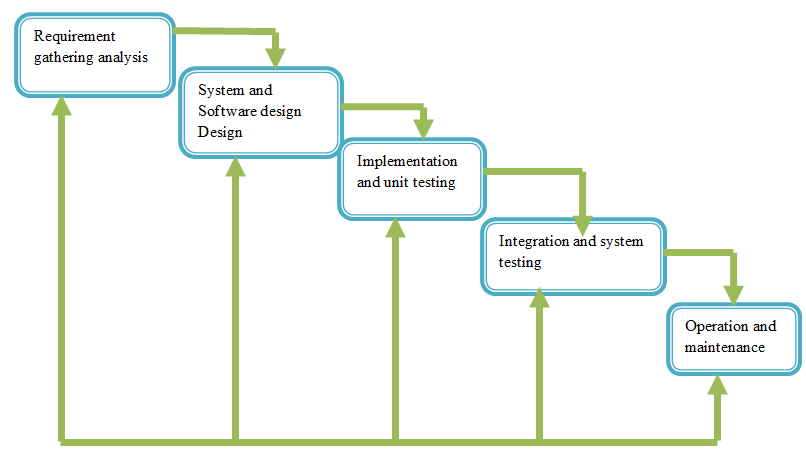 Requirement
gathering analysis
System and
Software design
Design
Implementation
and unit testing
Integration and system
testing
Operation and
maintenance